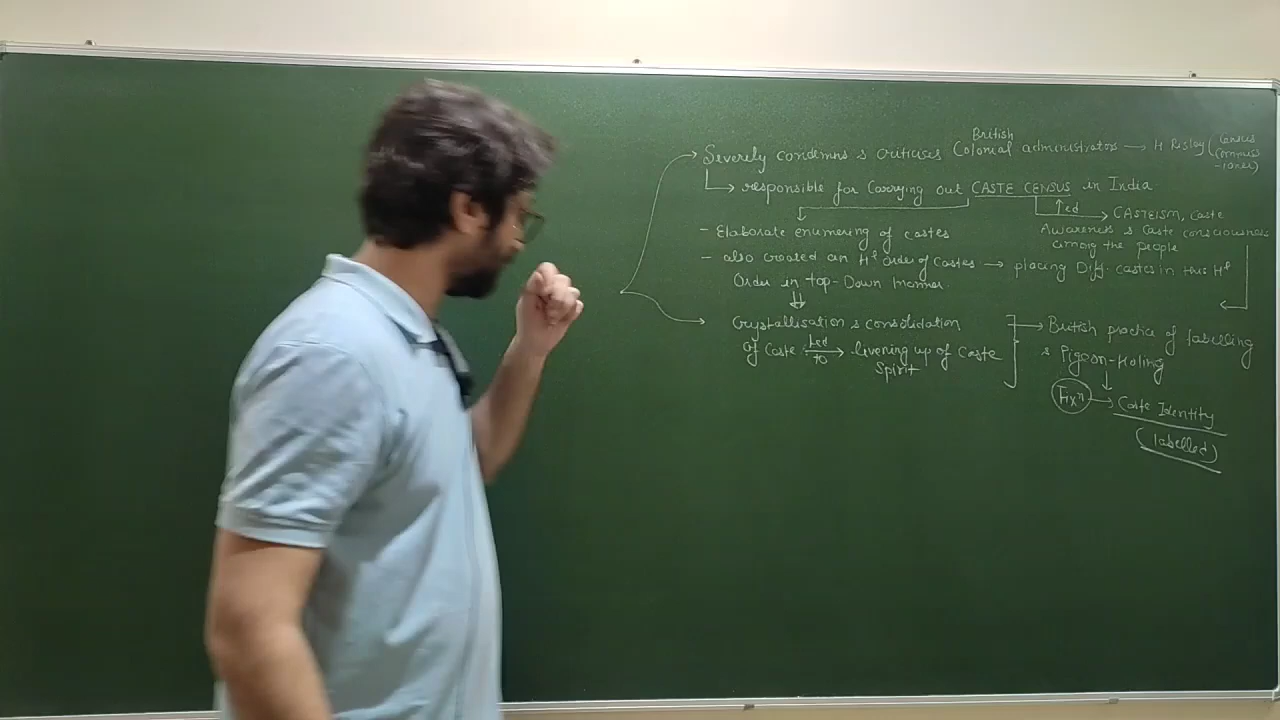 British
Severely condemns & criticises Colonial administrators → H Risley (Census Commiss-ioner)
↳ responsible for Carrying out CASTE CENSUS in India
↑ed → CASTEISM, Caste
Awareness & Caste consciousness
among the people
- Elaborate enumering of castes
- also created an Hl order of Castes → placing Diff. castes in this Hl
Order in top-Down manner
Crystallisation & consolidation
of Caste Led to → livening up of Caste
Spirit
→ British practice of labelling
& Pigeon-Holing
Fixn → Caste Identity
(labelled)